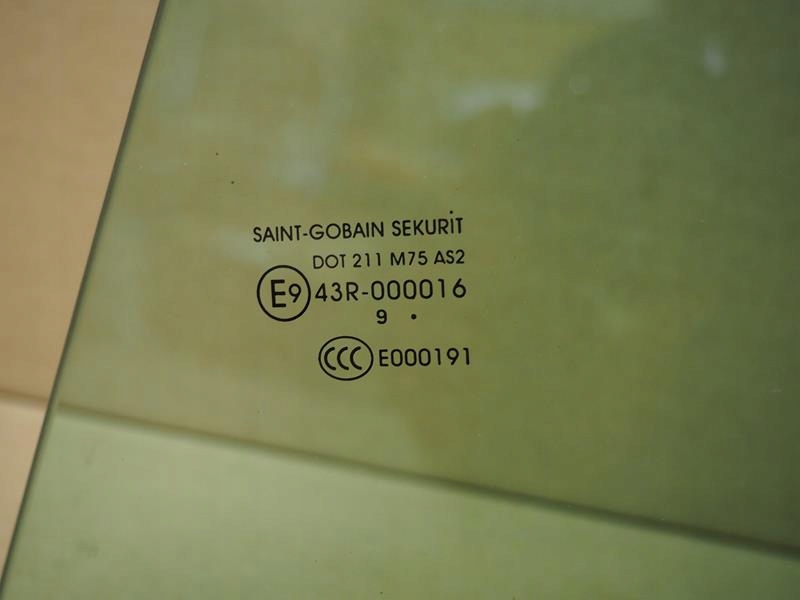 SAINT-GOBAIN SEKURIT
DOT 211 M75 AS2
E9 43R-000016
9 .
CCC E000191